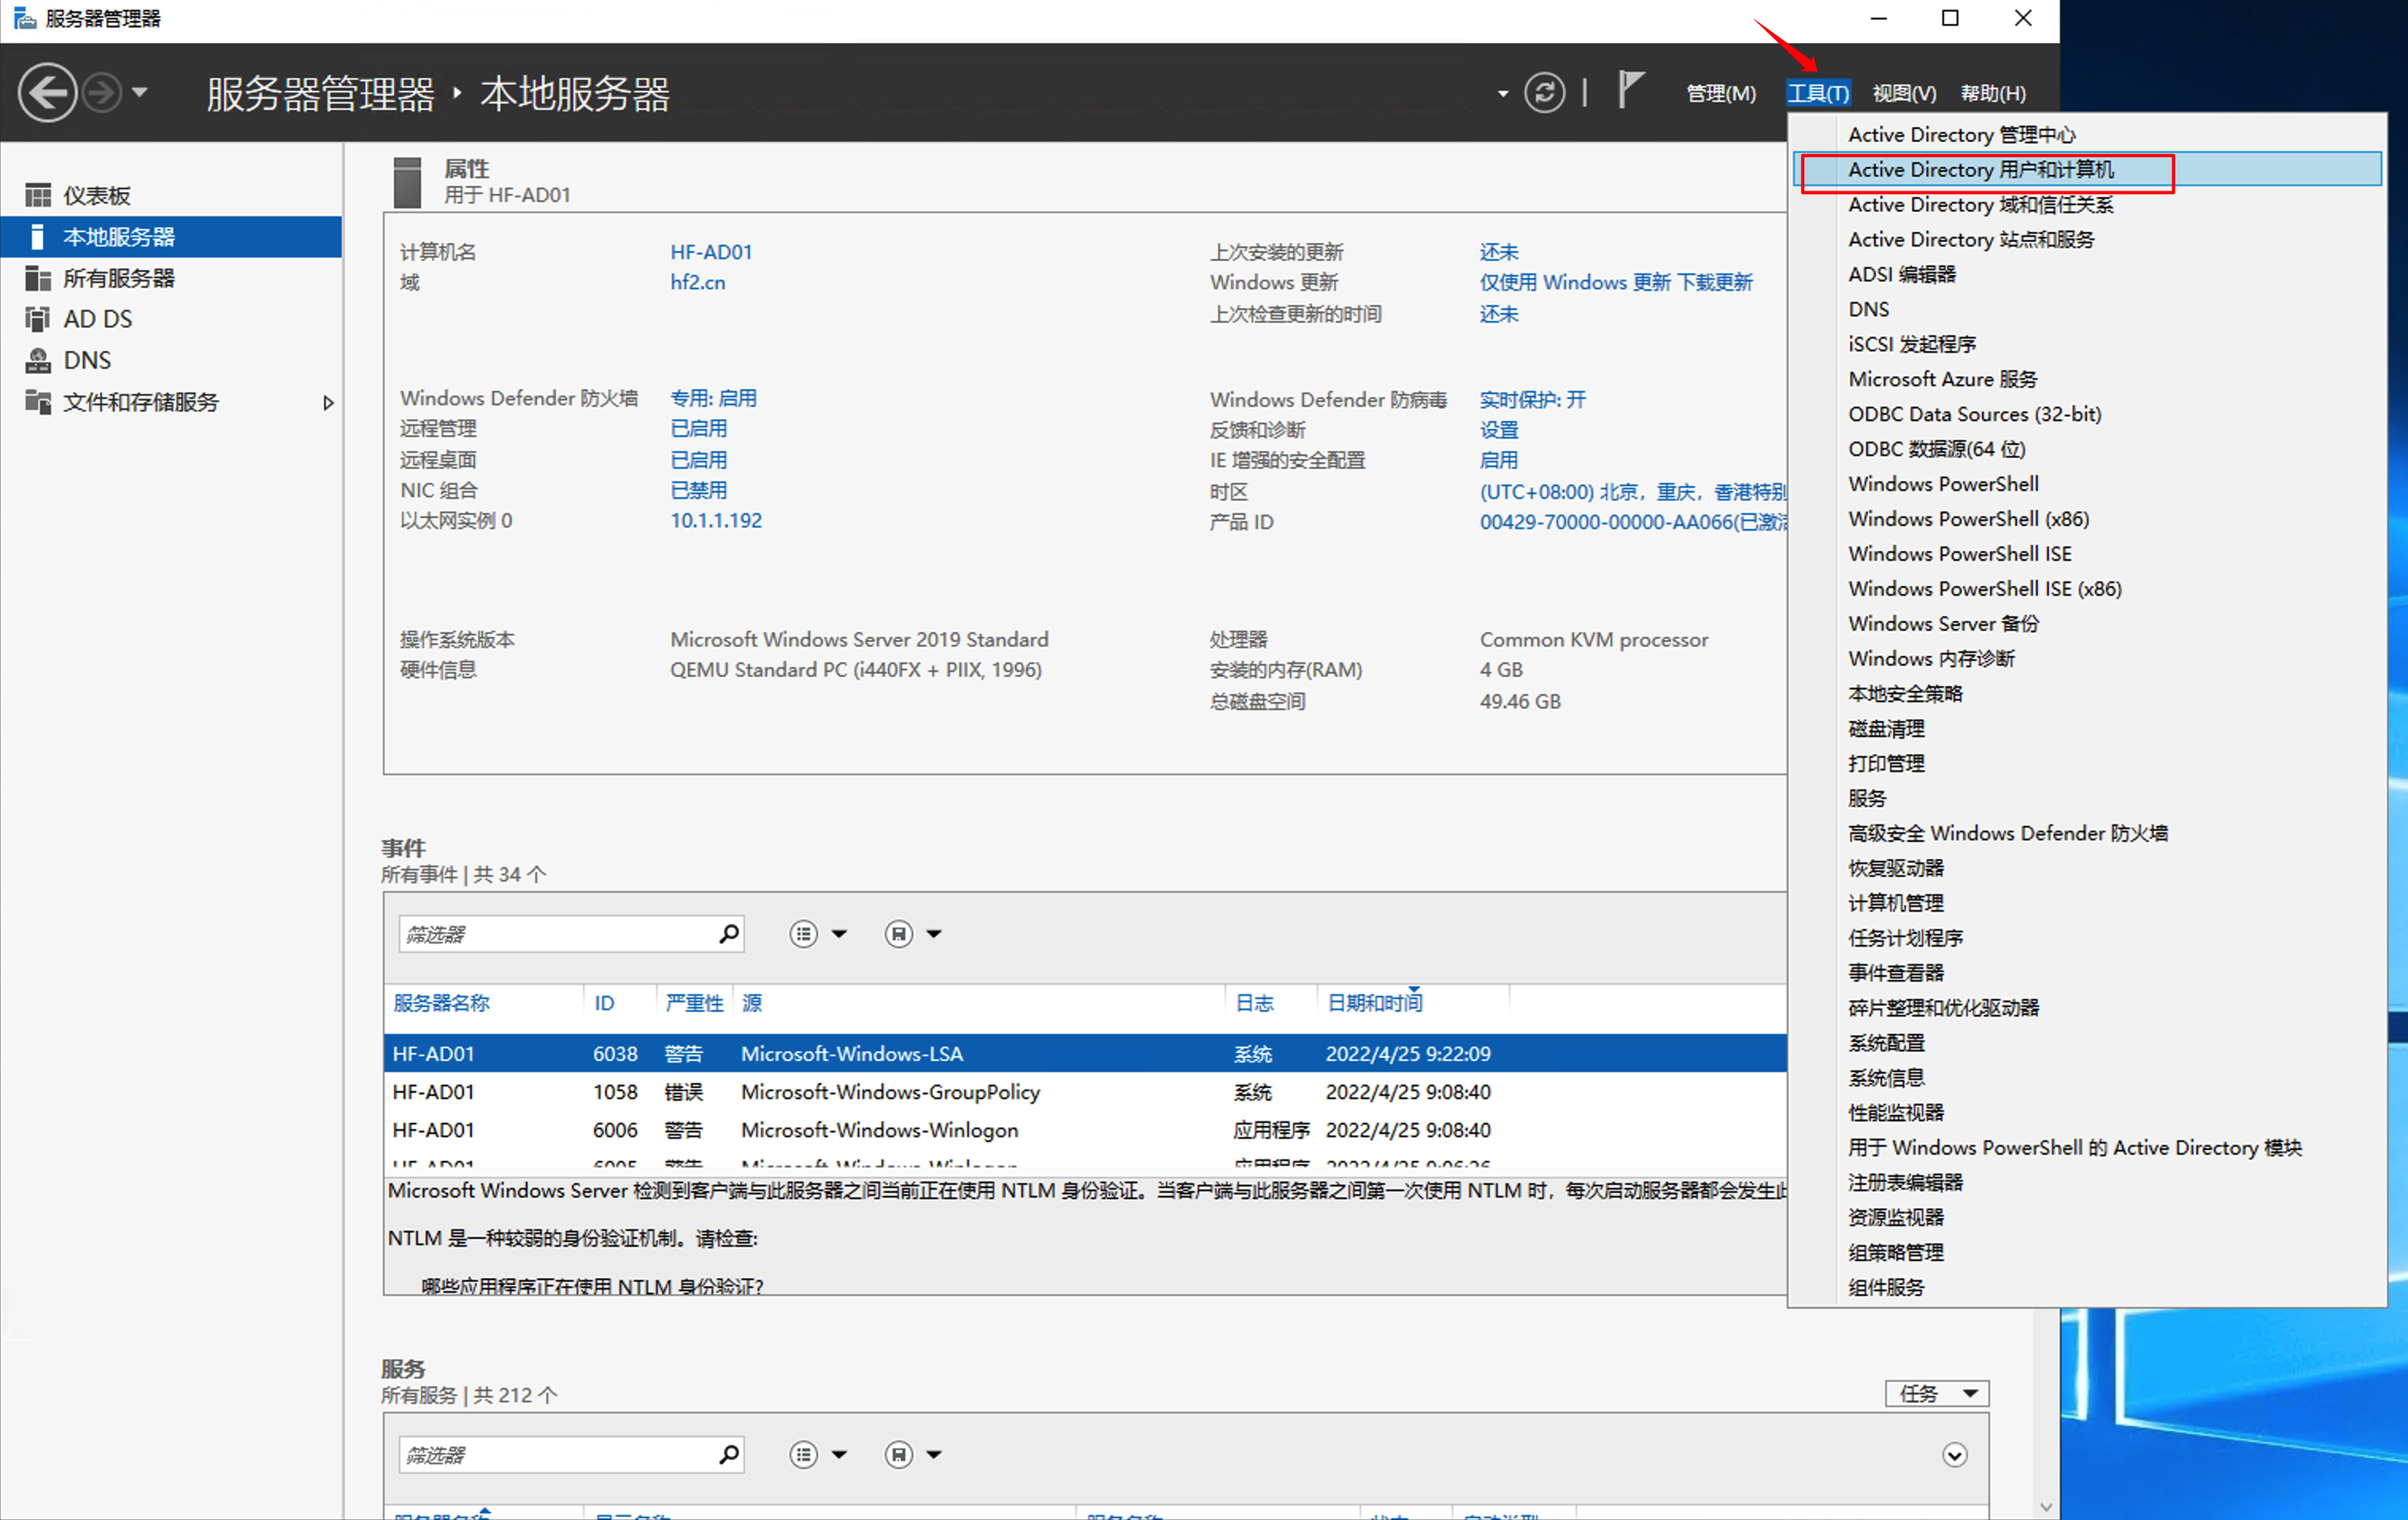 服务器管理器
服务器管理器 ‣ 本地服务器
管理(M) 工具(T) 视图(V) 帮助(H)
仪表板
本地服务器
所有服务器
AD DS
DNS
文件和存储服务
属性
用于 HF-AD01
计算机名 HF-AD01 上次安装的更新 还未
域 hf2.cn Windows 更新 仅使用 Windows 更新 下载更新
上次检查更新的时间 还未
Windows Defender 防火墙 专用: 启用 Windows Defender 防病毒 实时保护: 开
远程管理 已启用 反馈和诊断 设置
远程桌面 已启用 IE 增强的安全配置 启用
NIC 组合 已禁用 时区 (UTC+08:00) 北京，重庆，香港特别
以太网实例 0 10.1.1.192 产品 ID 00429-70000-00000-AA066(已激
操作系统版本 Microsoft Windows Server 2019 Standard 处理器 Common KVM processor
硬件信息 QEMU Standard PC (i440FX + PIIX, 1996) 安装的内存(RAM) 4 GB
总磁盘空间 49.46 GB
事件
所有事件 | 共 34 个
筛选器
服务器名称 ID 严重性 源 日志 日期和时间
HF-AD01 6038 警告 Microsoft-Windows-LSA 系统 2022/4/25 9:22:09
HF-AD01 1058 错误 Microsoft-Windows-GroupPolicy 系统 2022/4/25 9:08:40
HF-AD01 6006 警告 Microsoft-Windows-Winlogon 应用程序 2022/4/25 9:08:40
Microsoft Windows Server 检测到客户端与此服务器之间当前正在使用 NTLM 身份验证。当客户端与此服务器之间第一次使用 NTLM 时，每次启动服务器都会发生
NTLM 是一种较弱的身份验证机制。请检查:
哪些应用程序正在使用 NTLM 身份验证?
服务
所有服务 | 共 212 个
任务
筛选器
Active Directory 管理中心
Active Directory 用户和计算机
Active Directory 域和信任关系
Active Directory 站点和服务
ADSI 编辑器
DNS
iSCSI 发起程序
Microsoft Azure 服务
ODBC Data Sources (32-bit)
ODBC 数据源(64 位)
Windows PowerShell
Windows PowerShell (x86)
Windows PowerShell ISE
Windows PowerShell ISE (x86)
Windows Server 备份
Windows 内存诊断
本地安全策略
磁盘清理
打印管理
服务
高级安全 Windows Defender 防火墙
恢复驱动器
计算机管理
任务计划程序
事件查看器
碎片整理和优化驱动器
系统配置
系统信息
性能监视器
用于 Windows PowerShell 的 Active Directory 模块
注册表编辑器
资源监视器
组策略管理
组件服务